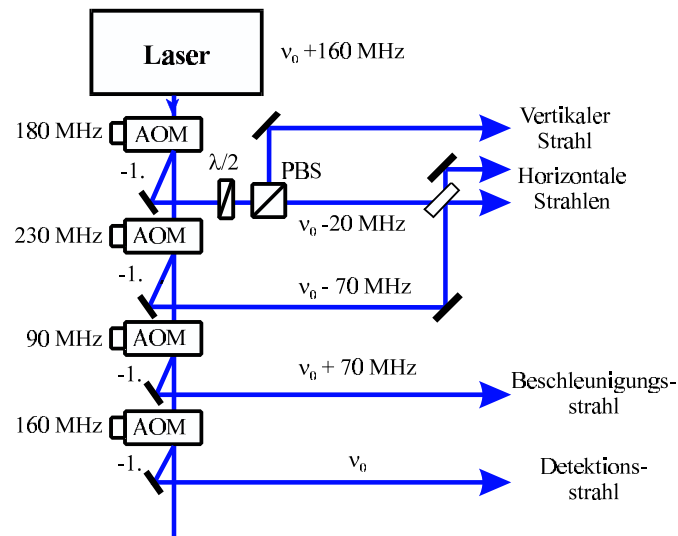 Laser
ν₀ +160 MHz
180 MHz
AOM
Vertikaler
Strahl
-1.
λ/2
PBS
Horizontale
Strahlen
ν₀ -20 MHz
230 MHz
AOM
-1.
ν₀ - 70 MHz
90 MHz
AOM
-1.
ν₀ + 70 MHz
Beschleunigungs-
strahl
160 MHz
AOM
-1.
ν₀
Detektions-
strahl